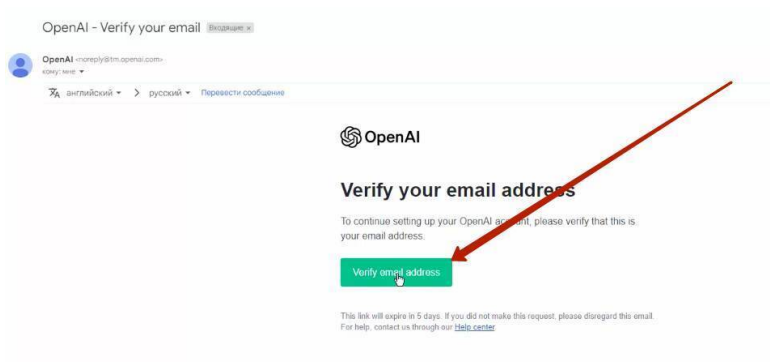 OpenAI - Verify your email Входящие ×
OpenAI <noreply@tm.openai.com>
кому: мне
английский > русский Перевести сообщение
OpenAI
Verify your email address
To continue setting up your OpenAI account, please verify that this is
your email address.
Verify email address
This link will expire in 5 days. If you did not make this request, please disregard this email.
For help, contact us through our Help center.